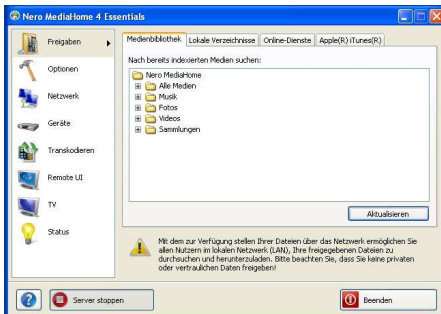 Nero MediaHome 4 Essentials
Freigaben
Optionen
Netzwerk
Geräte
Transkodieren
Remote UI
TV
Status
Medienbibliothek Lokale Verzeichnisse Online-Dienste Apple(R) iTunes(R)
Nach bereits indexierten Medien suchen:
Nero MediaHome
Alle Medien
Musik
Fotos
Videos
Sammlungen
Aktualisieren
Mit dem zur Verfügung stellen Ihrer Dateien über das Netzwerk ermöglichen Sie
allen Nutzern im lokalen Netzwerk (LAN), Ihre freigegebenen Dateien zu
durchsuchen und herunterzuladen. Bitte beachten Sie, dass Sie keine privaten
oder vertraulichen Daten freigeben!
Server stoppen
Beenden